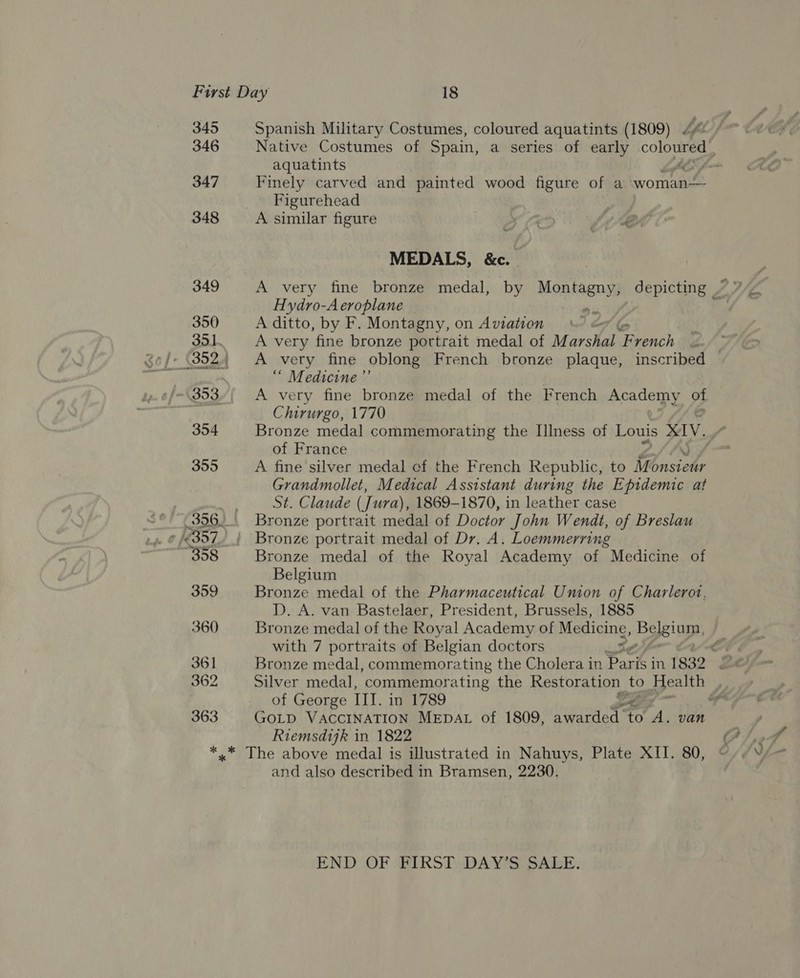 First Day 18
345 Spanish Military Costumes, coloured aquatints (1809)
346 Native Costumes of Spain, a series of early coloured
aquatints
347 Finely carved and painted wood figure of a woman—
Figurehead
348 A similar figure
MEDALS, &c.
349 A very fine bronze medal, by Montagny, depicting
Hydro-Aeroplane
350 A ditto, by F. Montagny, on Aviation
351 A very fine bronze portrait medal of Marshal French
352 A very fine oblong French bronze plaque, inscribed
“Medicine”
353 A very fine bronze medal of the French Academy of
Chirurgo, 1770
354 Bronze medal commemorating the Illness of Louis XIV.
of France
355 A fine silver medal of the French Republic, to Monsieur
Grandmollet, Medical Assistant during the Epidemic at
St. Claude (Jura), 1869–1870, in leather case
356 Bronze portrait medal of Doctor John Wendt, of Breslau
357 Bronze portrait medal of Dr. A. Loemmerring
358 Bronze medal of the Royal Academy of Medicine of
Belgium
359 Bronze medal of the Pharmaceutical Union of Charleroi,
D. A. van Bastelaer, President, Brussels, 1885
360 Bronze medal of the Royal Academy of Medicine, Belgium,
with 7 portraits of Belgian doctors
361 Bronze medal, commemorating the Cholera in Paris in 1832
362 Silver medal, commemorating the Restoration to Health
of George III. in 1789
363 GOLD VACCINATION MEDAL of 1809, awarded to A. van
Riemsdijk in 1822
*** The above medal is illustrated in Nahuys, Plate XII. 80,
and also described in Bramsen, 2230.
END OF FIRST DAY'S SALE.